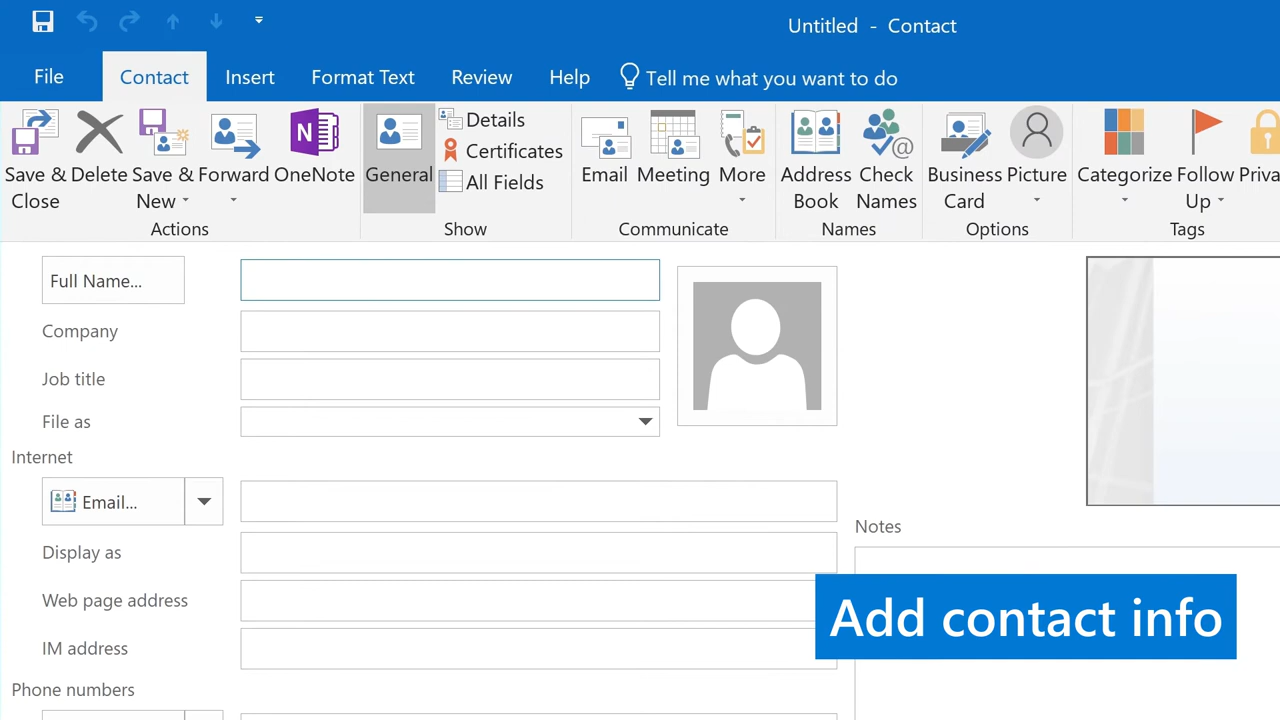 Untitled - Contact
File Contact Insert Format Text Review Help Tell me what you want to do
Save & Close
Delete
Save & New
Forward
OneNote
Actions
General
Details
Certificates
All Fields
Show
Email
Meeting
More
Communicate
Address Book
Check Names
Names
Business Card
Picture
Options
Categorize
Follow Up
Priva
Tags
Full Name...
Company
Job title
File as
Internet
Email...
Display as
Web page address
IM address
Phone numbers
Notes
Add contact info